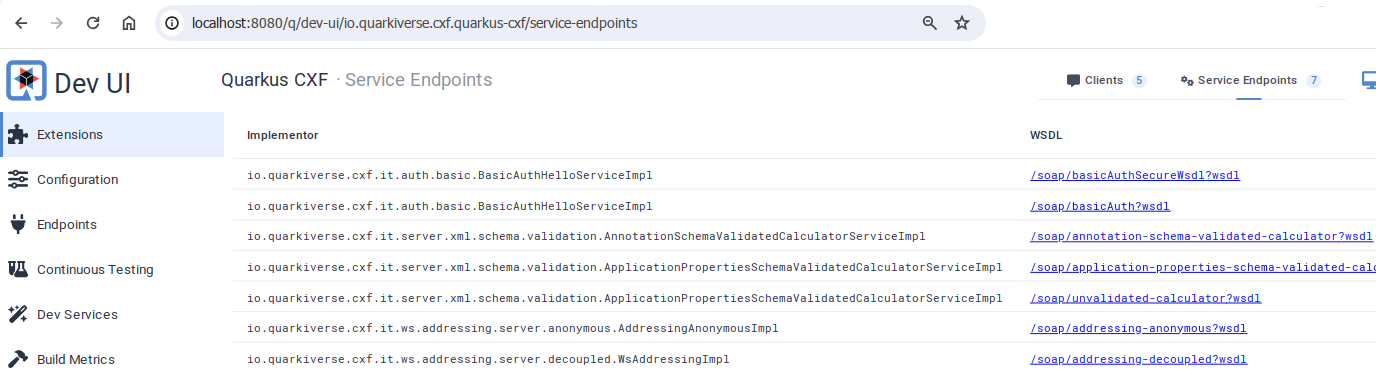 localhost:8080/q/dev-ui/io.quarkiverse.cxf.quarkus-cxf/service-endpoints
Dev UI
Quarkus CXF · Service Endpoints
Clients 5 Service Endpoints 7
Extensions
Configuration
Endpoints
Continuous Testing
Dev Services
Build Metrics
Implementor WSDL
io.quarkiverse.cxf.it.auth.basic.BasicAuthHelloServiceImpl /soap/basicAuthSecureWsdl?wsdl
io.quarkiverse.cxf.it.auth.basic.BasicAuthHelloServiceImpl /soap/basicAuth?wsdl
io.quarkiverse.cxf.it.server.xml.schema.validation.AnnotationSchemaValidatedCalculatorServiceImpl /soap/annotation-schema-validated-calculator?wsdl
io.quarkiverse.cxf.it.server.xml.schema.validation.ApplicationPropertiesSchemaValidatedCalculatorServiceImpl /soap/application-properties-schema-validated-calc
io.quarkiverse.cxf.it.server.xml.schema.validation.ApplicationPropertiesSchemaValidatedCalculatorServiceImpl /soap/unvalidated-calculator?wsdl
io.quarkiverse.cxf.it.ws.addressing.server.anonymous.AddressingAnonymousImpl /soap/addressing-anonymous?wsdl
io.quarkiverse.cxf.it.ws.addressing.server.decoupled.WsAddressingImpl /soap/addressing-decoupled?wsdl